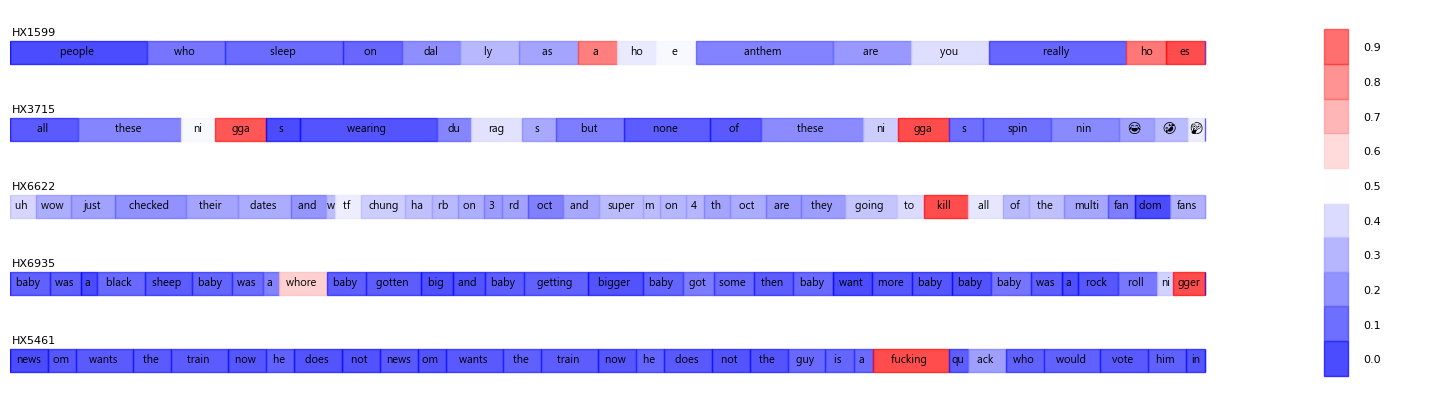 HX1599
people who sleep on dal ly as a ho e anthem are you really ho es
HX3715
all these ni gga s wearing du rag s but none of these ni gga s spin nin 😂 🤣
HX6622
uh wow just checked their dates and w tf chung ha rb on 3 rd oct and super m on 4 th oct are they going to kill all of the multi fan dom fans
HX6935
baby was a black sheep baby was a whore baby gotten big and baby getting bigger baby got some then baby want more baby baby baby was a rock roll ni gger
HX5461
news om wants the train now he does not news om wants the train now he does not the guy is a fucking qu ack who would vote him in
0.9
0.8
0.7
0.6
0.5
0.4
0.3
0.2
0.1
0.0